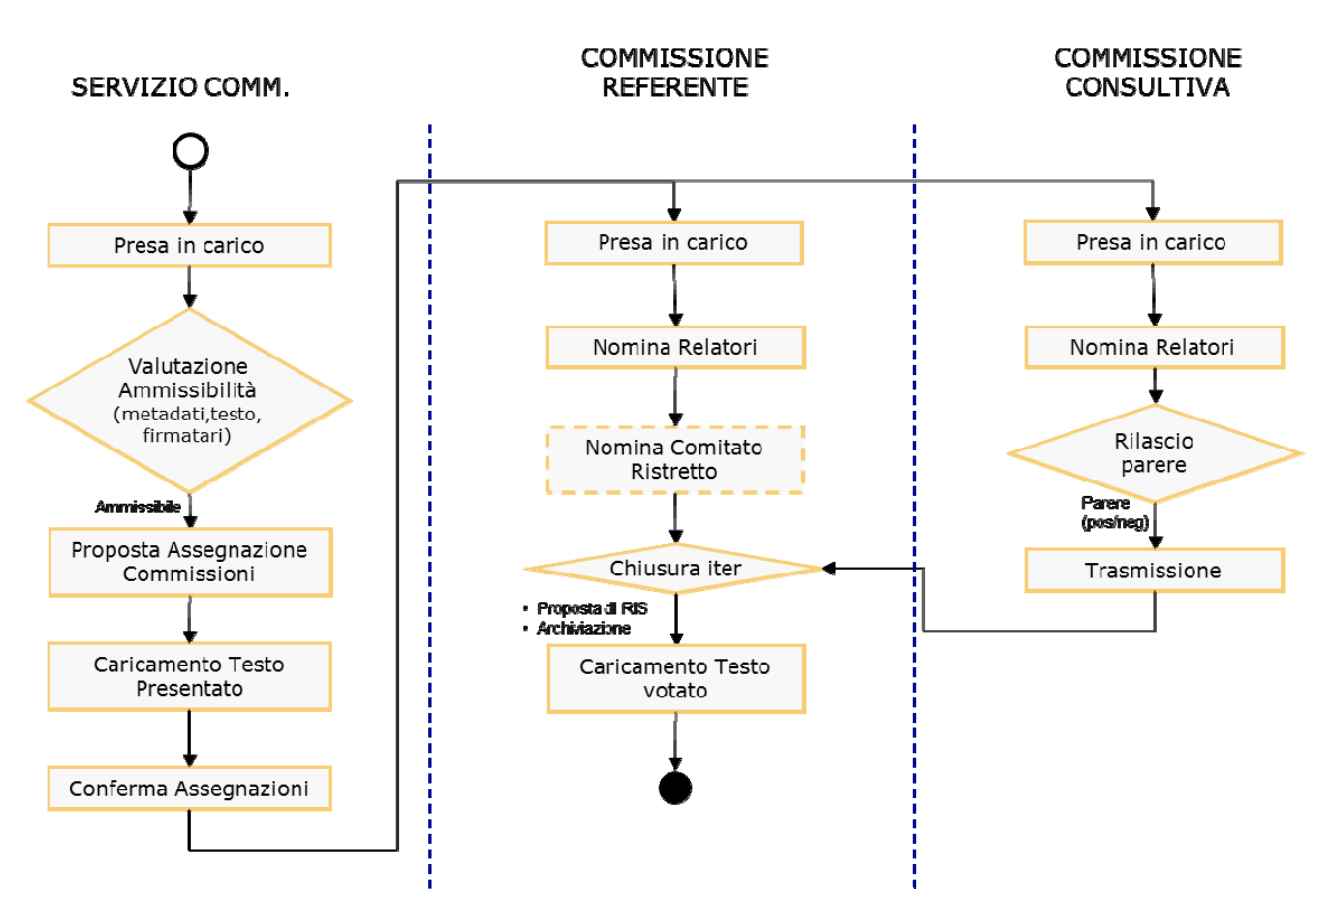 SERVIZIO COMM.
Presa in carico
Valutazione
Ammissibilità
(metadati,testo,
firmatari)
Ammissibile
Proposta Assegnazione
Commissioni
Caricamento Testo
Presentato
Conferma Assegnazioni
COMMISSIONE
REFERENTE
Presa in carico
Nomina Relatori
Nomina Comitato
Ristretto
Chiusura iter
• Proposta di RIS
• Archiviazione
Caricamento Testo
votato
COMMISSIONE
CONSULTIVA
Presa in carico
Nomina Relatori
Rilascio
parere
Parere
(pos/neg)
Trasmissione